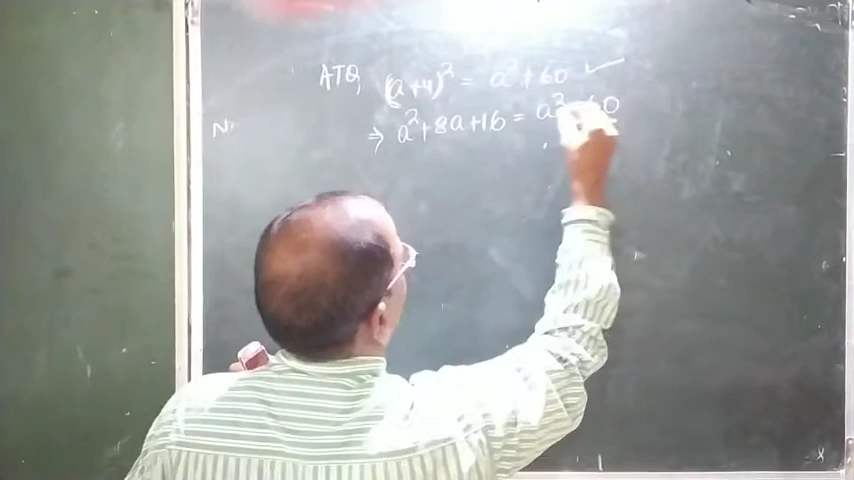 ATQ, (a+4)² = a² + 60 ✓
⇒ a² + 8a + 16 = a² 60